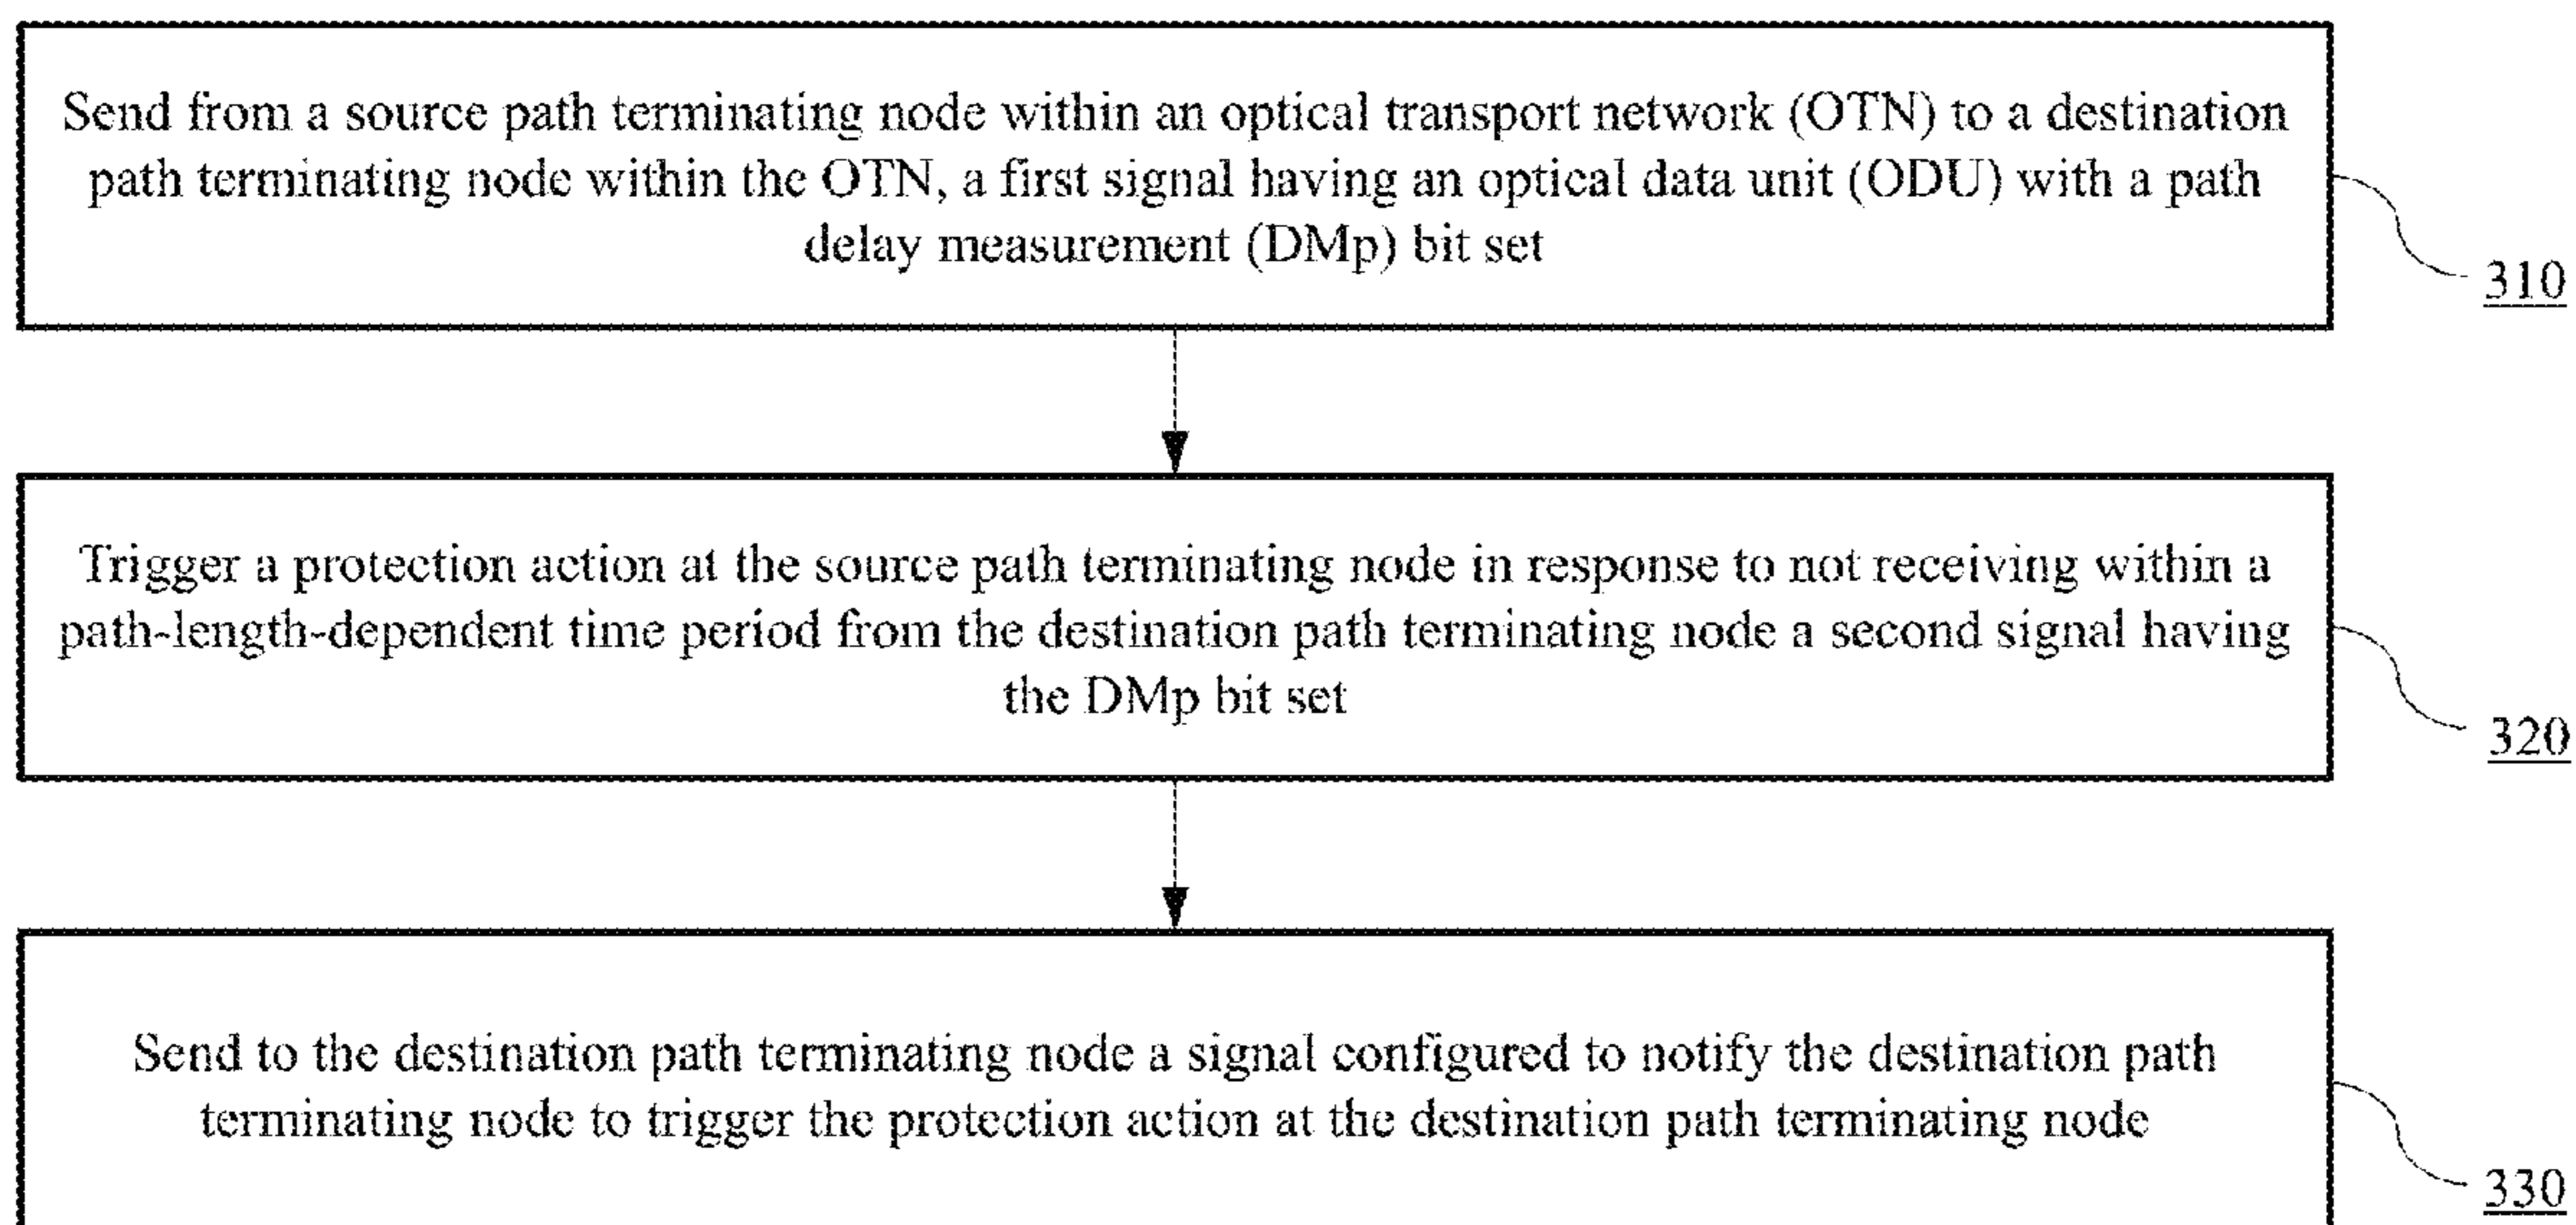 Send from a source path terminating node within an optical transport network (OTN) to a destination
path terminating node within the OTN, a first signal having an optical data unit (ODU) with a path
delay measurement (DMp) bit set
310
Trigger a protection action at the source path terminating node in response to not receiving within a
path-length-dependent time period from the destination path terminating node a second signal having
the DMp bit set
320
Send to the destination path terminating node a signal configured to notify the destination path
terminating node to trigger the protection action at the destination path terminating node
330